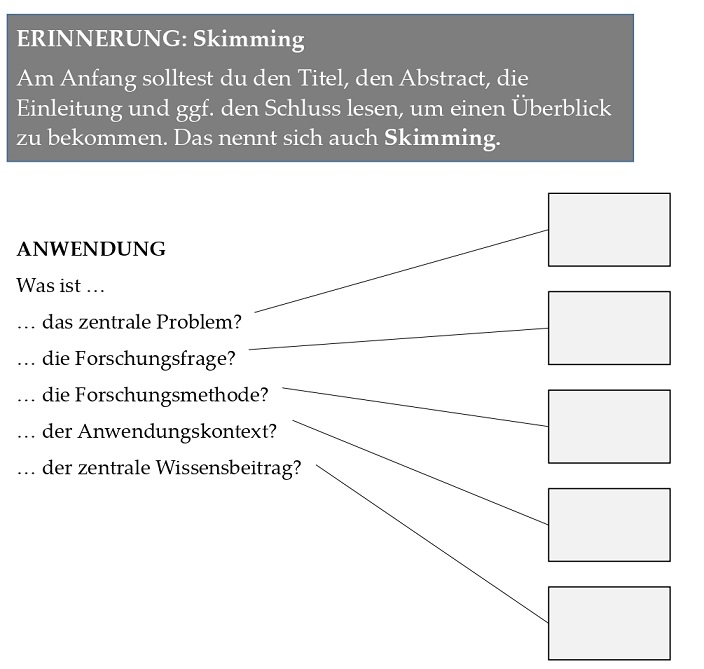 ERINNERUNG: Skimming
Am Anfang solltest du den Titel, den Abstract, die
Einleitung und ggf. den Schluss lesen, um einen Überblick
zu bekommen. Das nennt sich auch Skimming.
ANWENDUNG
Was ist …
… das zentrale Problem?
… die Forschungsfrage?
… die Forschungsmethode?
… der Anwendungskontext?
… der zentrale Wissensbeitrag?